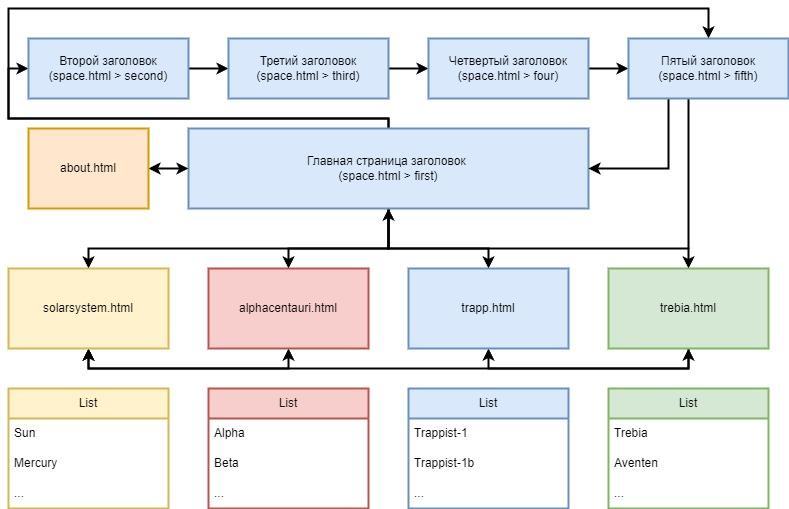 Второй заголовок
(space.html > second)
Третий заголовок
(space.html > third)
Четвертый заголовок
(space.html > four)
Пятый заголовок
(space.html > fifth)
about.html
Главная страница заголовок
(space.html > first)
solarsystem.html
alphacentauri.html
trapp.html
trebia.html
List
Sun
Mercury
...
List
Alpha
Beta
...
List
Trappist-1
Trappist-1b
...
List
Trebia
Aventen
...